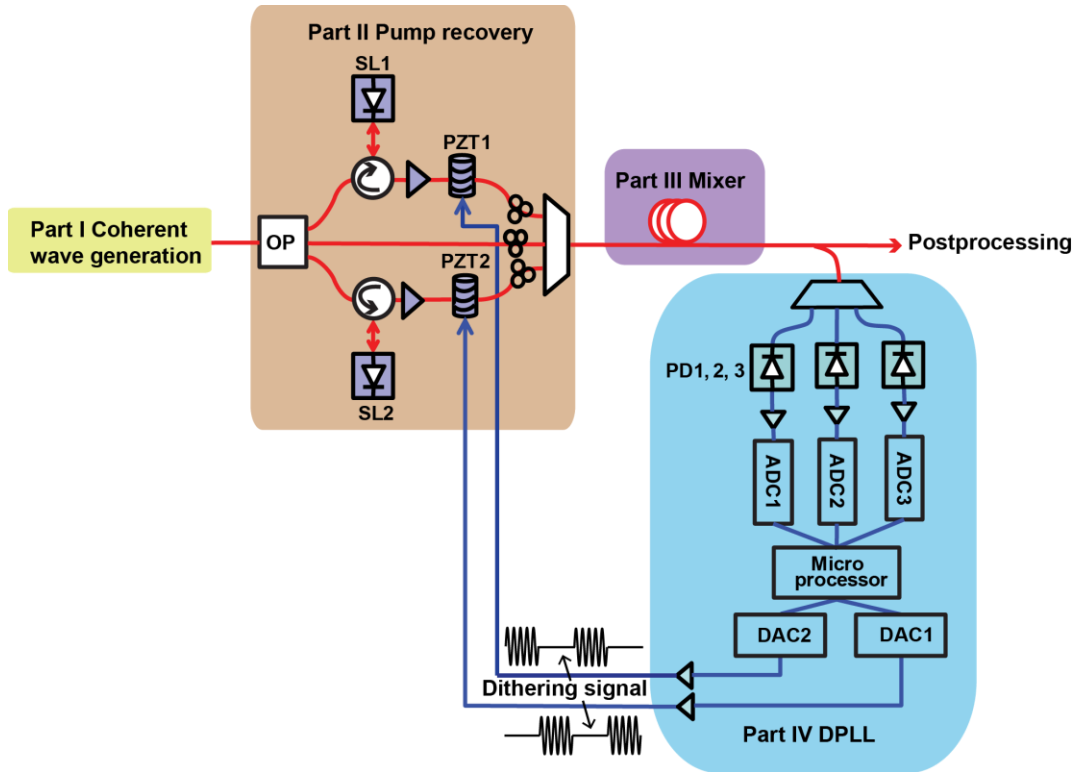 Part II Pump recovery
SL1
PZT1
Part III Mixer
Part I Coherent
wave generation
OP
Postprocessing
PZT2
SL2
PD1, 2, 3
ADC1
ADC2
ADC3
Micro
processor
DAC2
DAC1
Dithering signal
Part IV DPLL